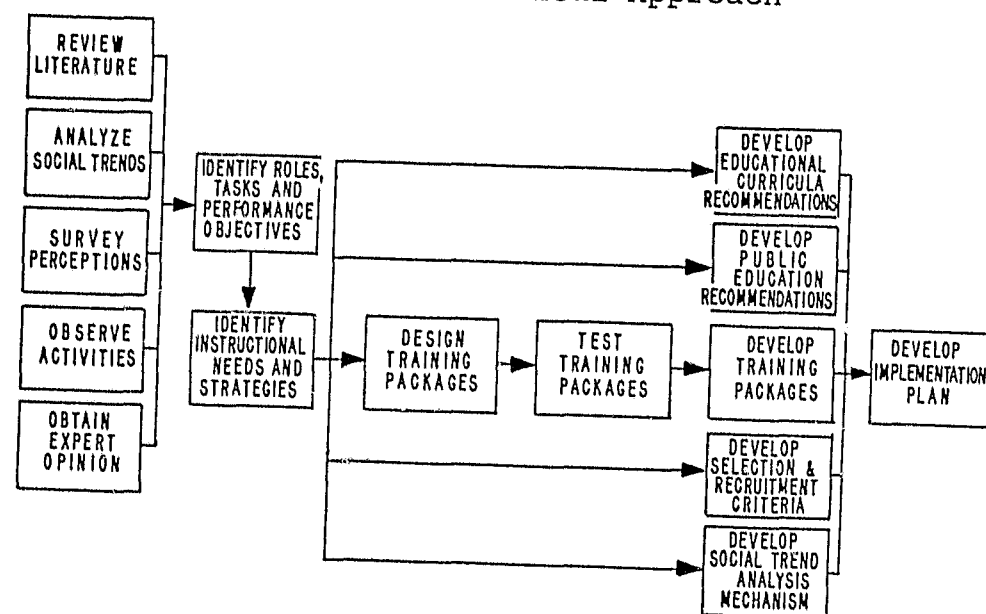 Approach
REVIEW
LITERATURE
ANALYZE
SOCIAL TRENDS
SURVEY
PERCEPTIONS
OBSERVE
ACTIVITIES
OBTAIN
EXPERT
OPINION
IDENTIFY ROLES,
TASKS AND
PERFORMANCE
OBJECTIVES
IDENTIFY
INSTRUCTIONAL
NEEDS AND
STRATEGIES
DESIGN
TRAINING
PACKAGES
TEST
TRAINING
PACKAGES
DEVELOP
EDUCATIONAL
CURRICULA
RECOMMENDATIONS
DEVELOP
PUBLIC
EDUCATION
RECOMMENDATIONS
DEVELOP
TRAINING
PACKAGES
DEVELOP
SELECTION &
RECRUITMENT
CRITERIA
DEVELOP
SOCIAL TREND
ANALYSIS
MECHANISM
DEVELOP
IMPLEMENTATION
PLAN